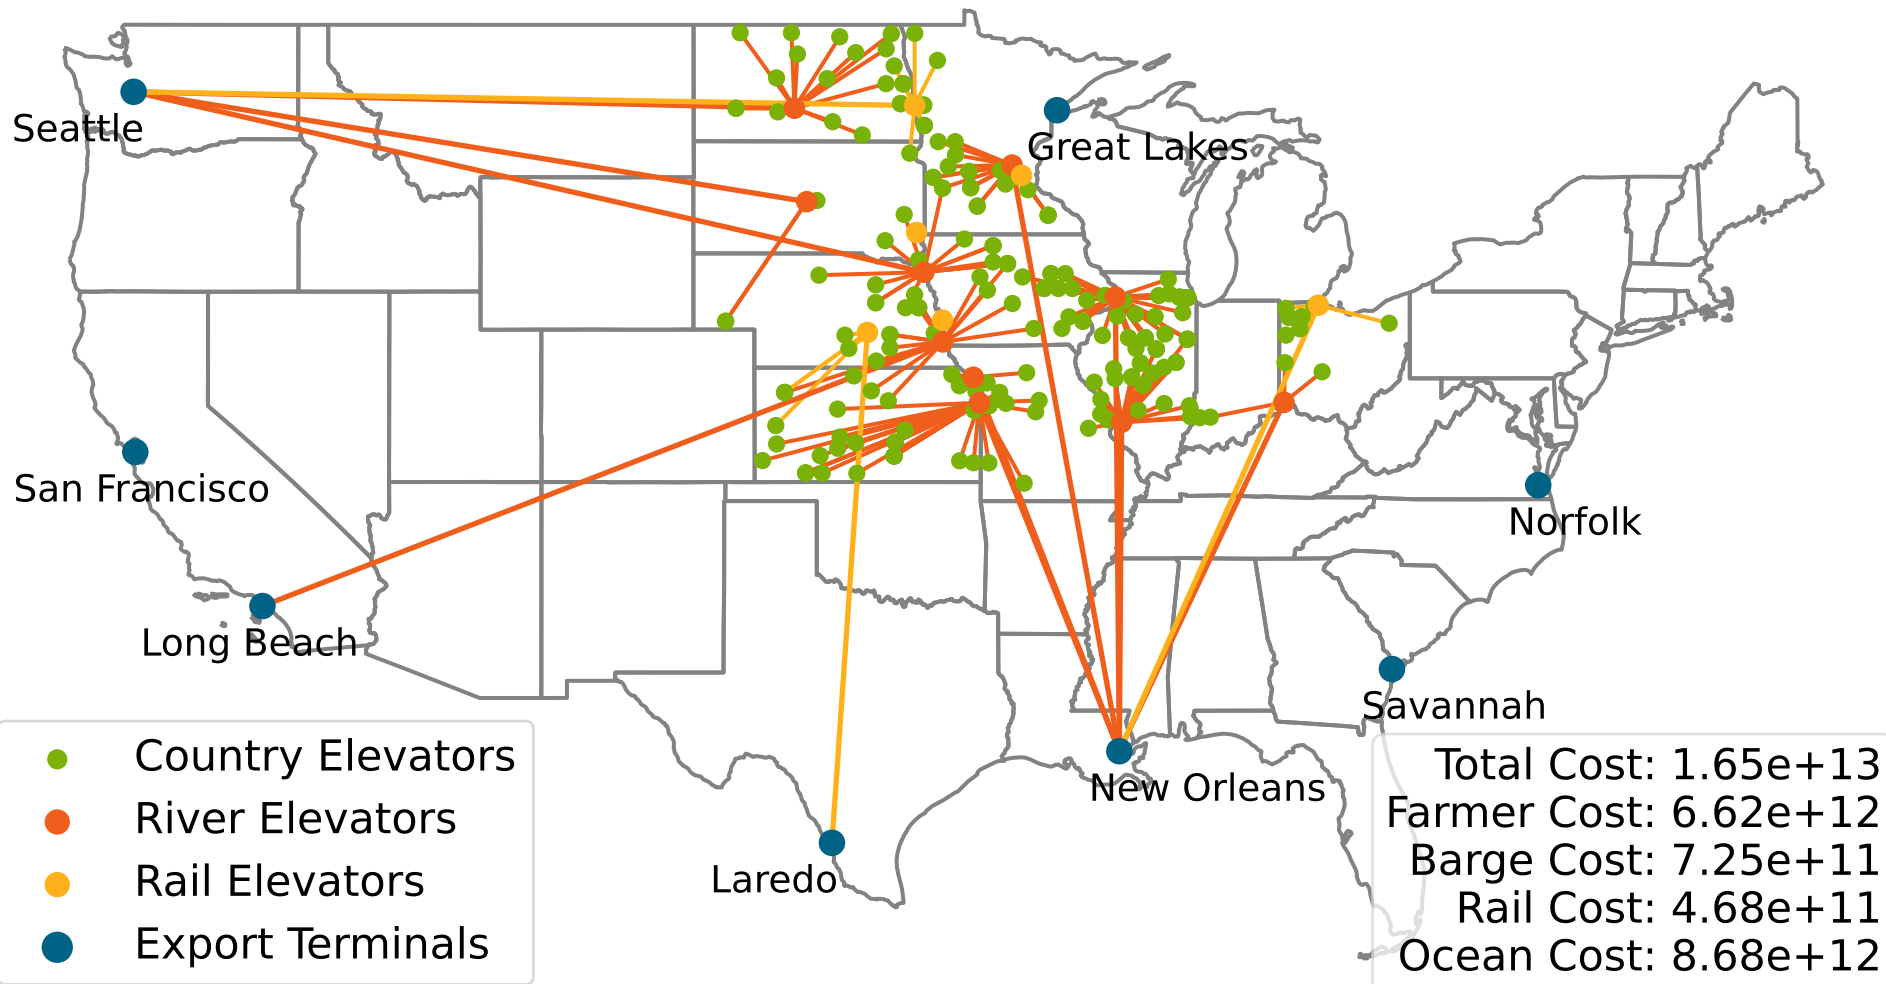 Seattle
Great Lakes
San Francisco
Norfolk
Long Beach
Savannah
New Orleans
Laredo
Country Elevators
River Elevators
Rail Elevators
Export Terminals
Total Cost: 1.65e+13
Farmer Cost: 6.62e+12
Barge Cost: 7.25e+11
Rail Cost: 4.68e+11
Ocean Cost: 8.68e+12